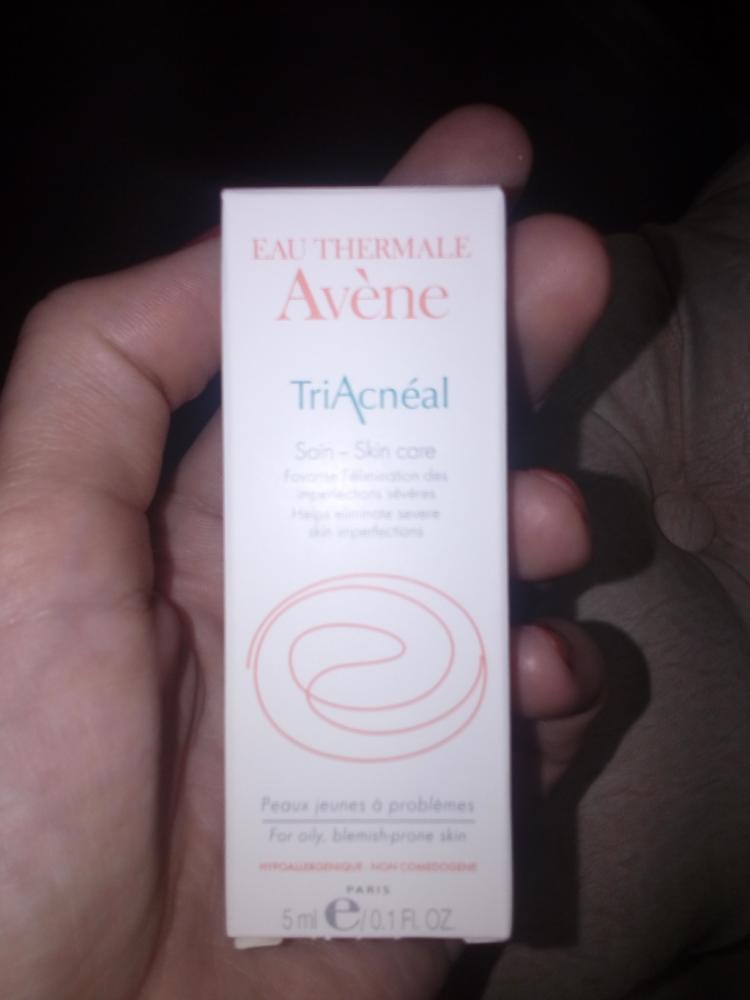 EAU THERMALE
Avène
TriAcnéal
Soin - Skin care
Favorise l'élimination des
imperfections sévères
Helps eliminate severe
skin imperfections
Peaux jeunes à problèmes
For oily, blemish-prone skin
HYPOALLERGENIQUE - NON COMEDOGENE
PARIS
5 ml e / 0.1 Fl. OZ.